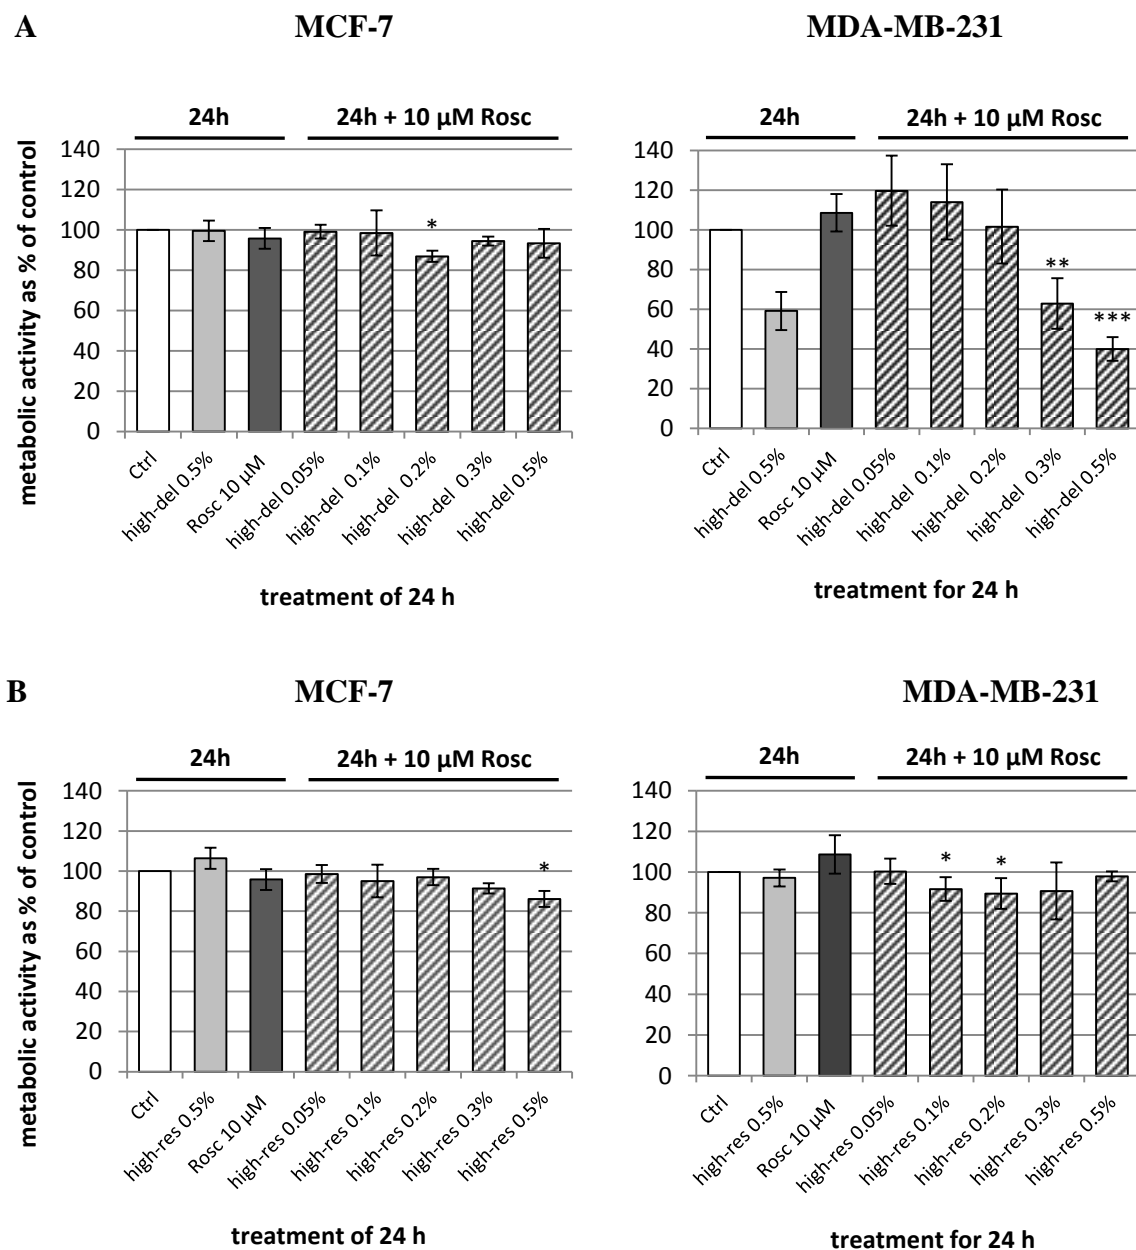 A
MCF-7
MDA-MB-231
24h
24h + 10 µM Rosc
24h
24h + 10 µM Rosc
metabolic activity as % of control
140
120
100
80
60
40
20
0
*
Ctrl
high-del 0.5%
Rosc 10 µM
high-del 0.05%
high-del 0.1%
high-del 0.2%
high-del 0.3%
high-del 0.5%
treatment of 24 h
140
120
100
80
60
40
20
0
**
***
Ctrl
high-del 0.5%
Rosc 10 µM
high-del 0.05%
high-del 0.1%
high-del 0.2%
high-del 0.3%
high-del 0.5%
treatment for 24 h
B
MCF-7
MDA-MB-231
24h
24h + 10 µM Rosc
24h
24h + 10 µM Rosc
metabolic activity as % of control
140
120
100
80
60
40
20
0
*
Ctrl
high-res 0.5%
Rosc 10 µM
high-res 0.05%
high-res 0.1%
high-res 0.2%
high-res 0.3%
high-res 0.5%
treatment of 24 h
140
120
100
80
60
40
20
0
*
*
Ctrl
high-res 0.5%
Rosc 10 µM
high-res 0.05%
high-res 0.1%
high-res 0.2%
high-res 0.3%
high-res 0.5%
treatment for 24 h